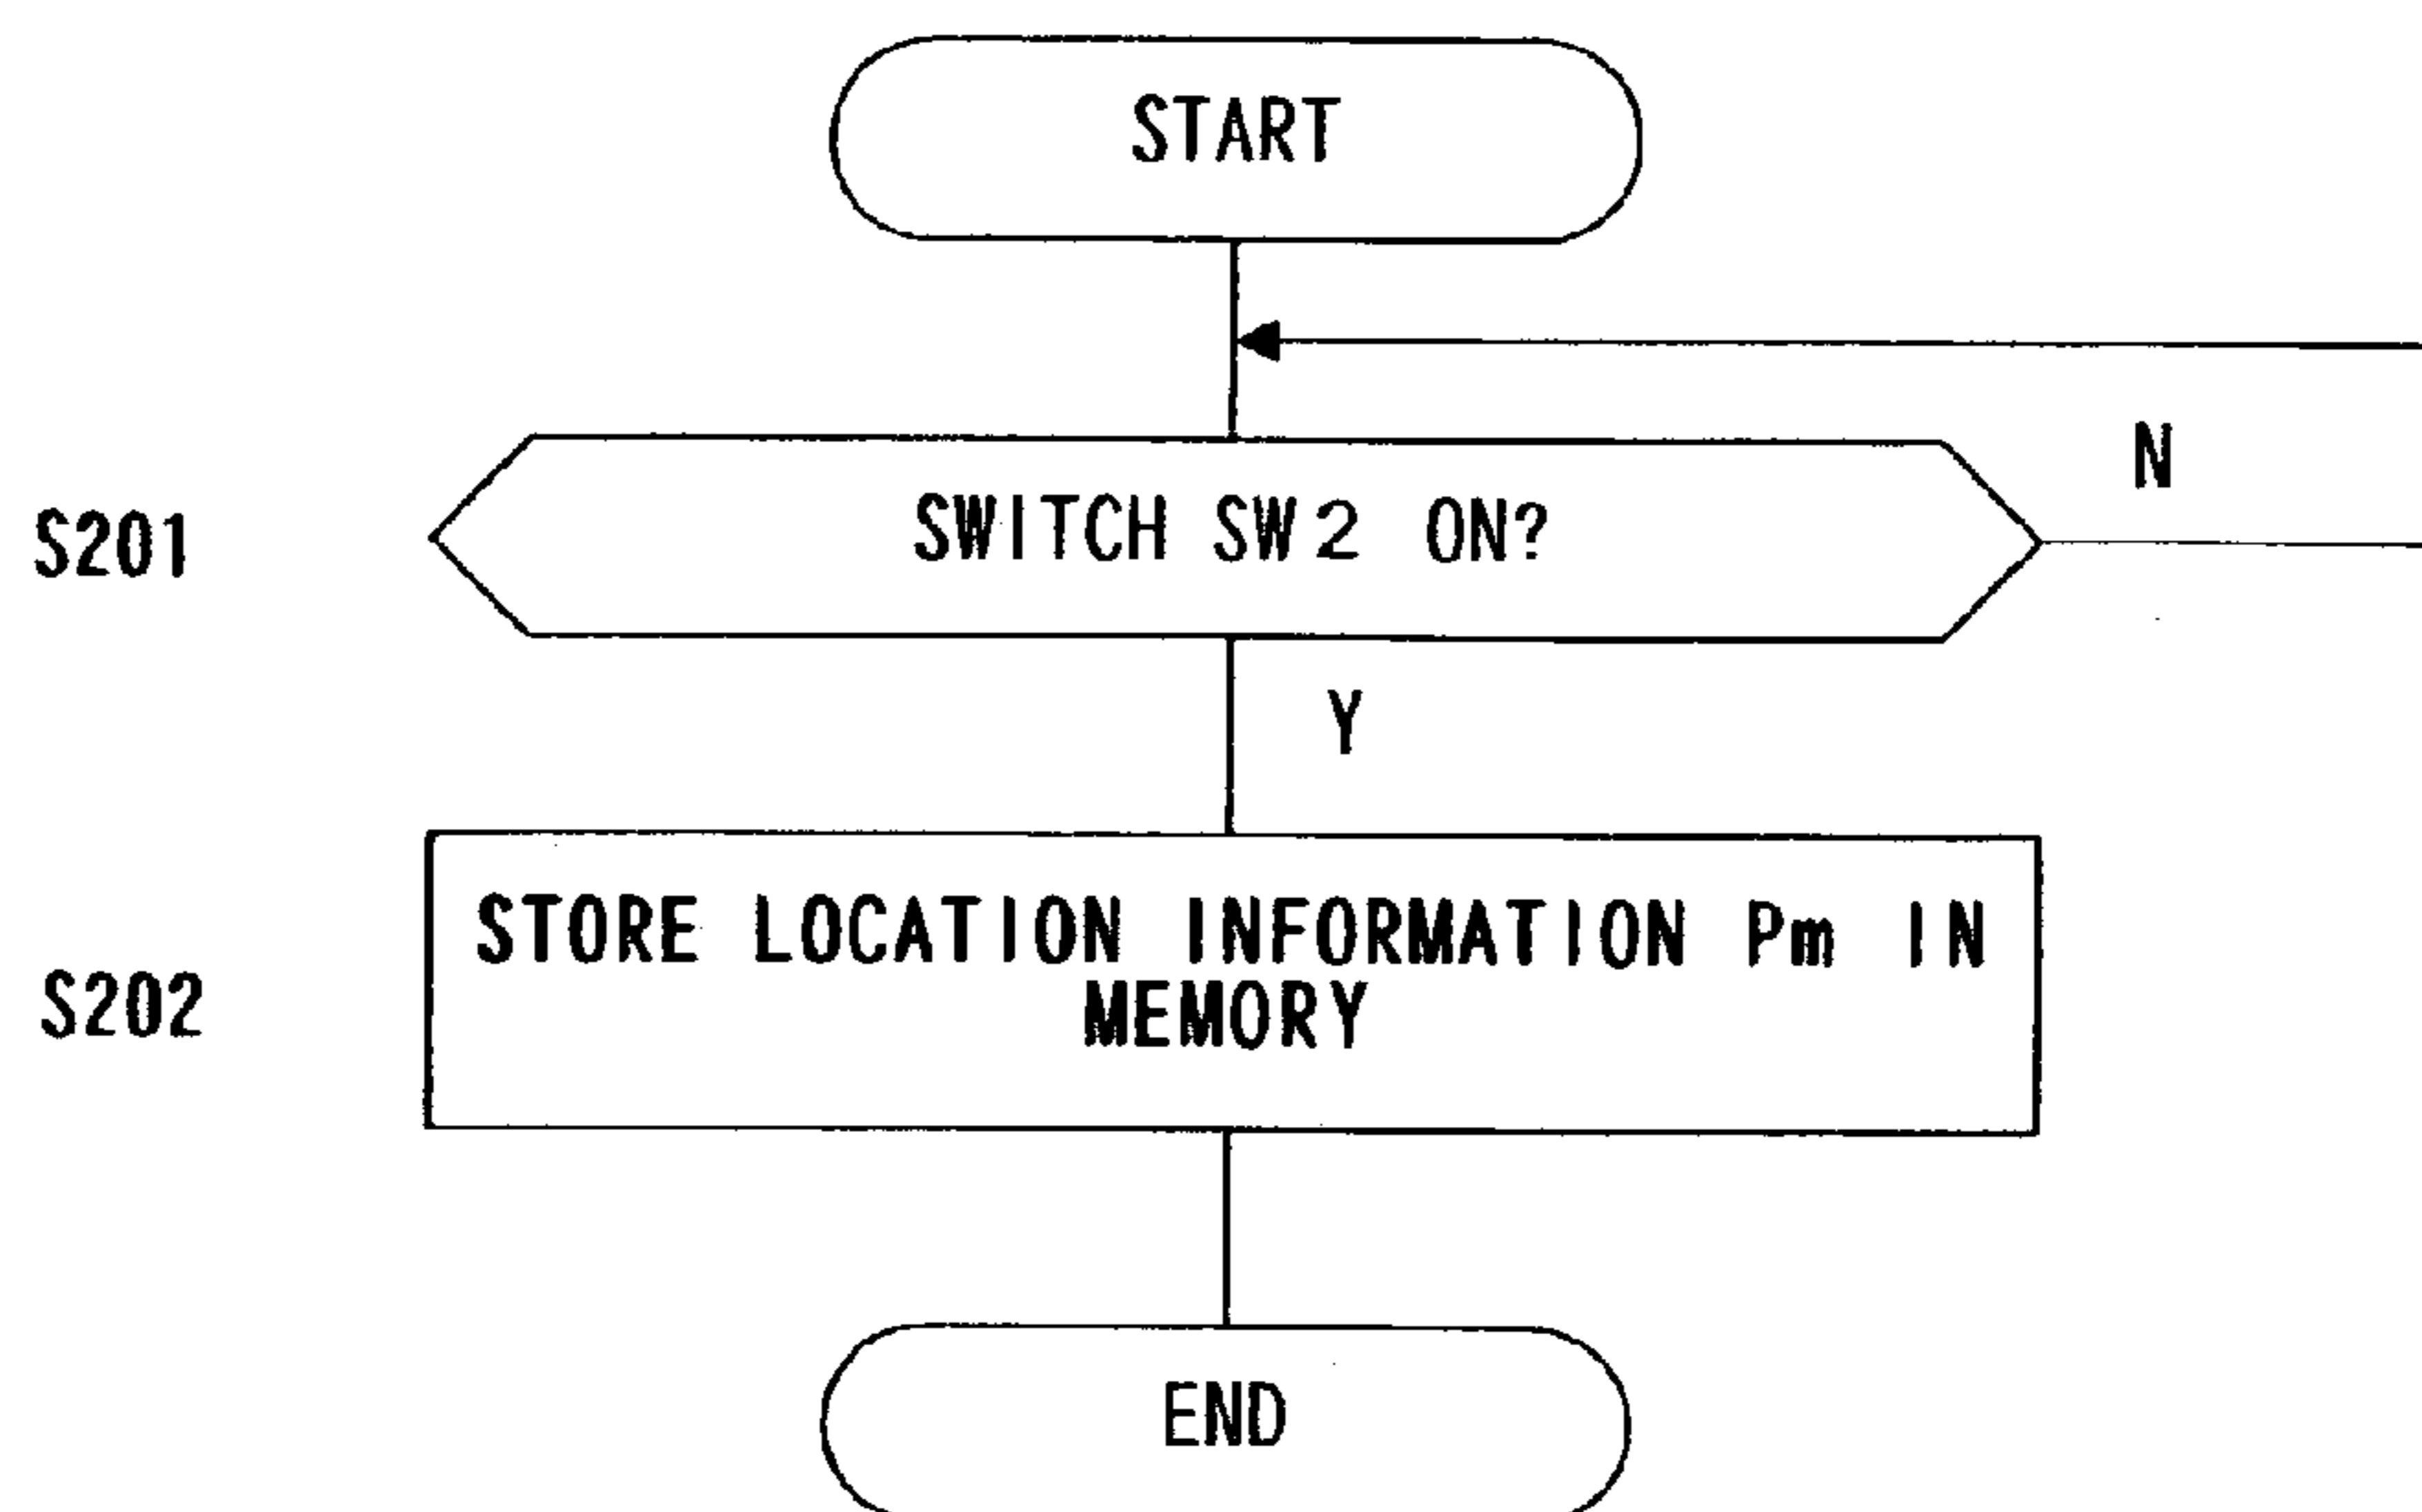 START
N
S201
SWITCH SW2 ON?
Y
STORE LOCATION INFORMATION Pm IN
MEMORY
S202
END